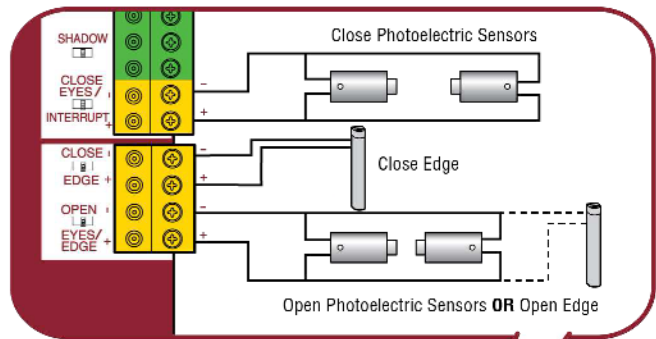 SHADOW
Close Photoelectric Sensors
CLOSE
EYES/ -
INTERRUPT +
-
+
CLOSE -
EDGE +
-
+
Close Edge
OPEN -
EYES/
EDGE +
-
+
Open Photoelectric Sensors OR Open Edge